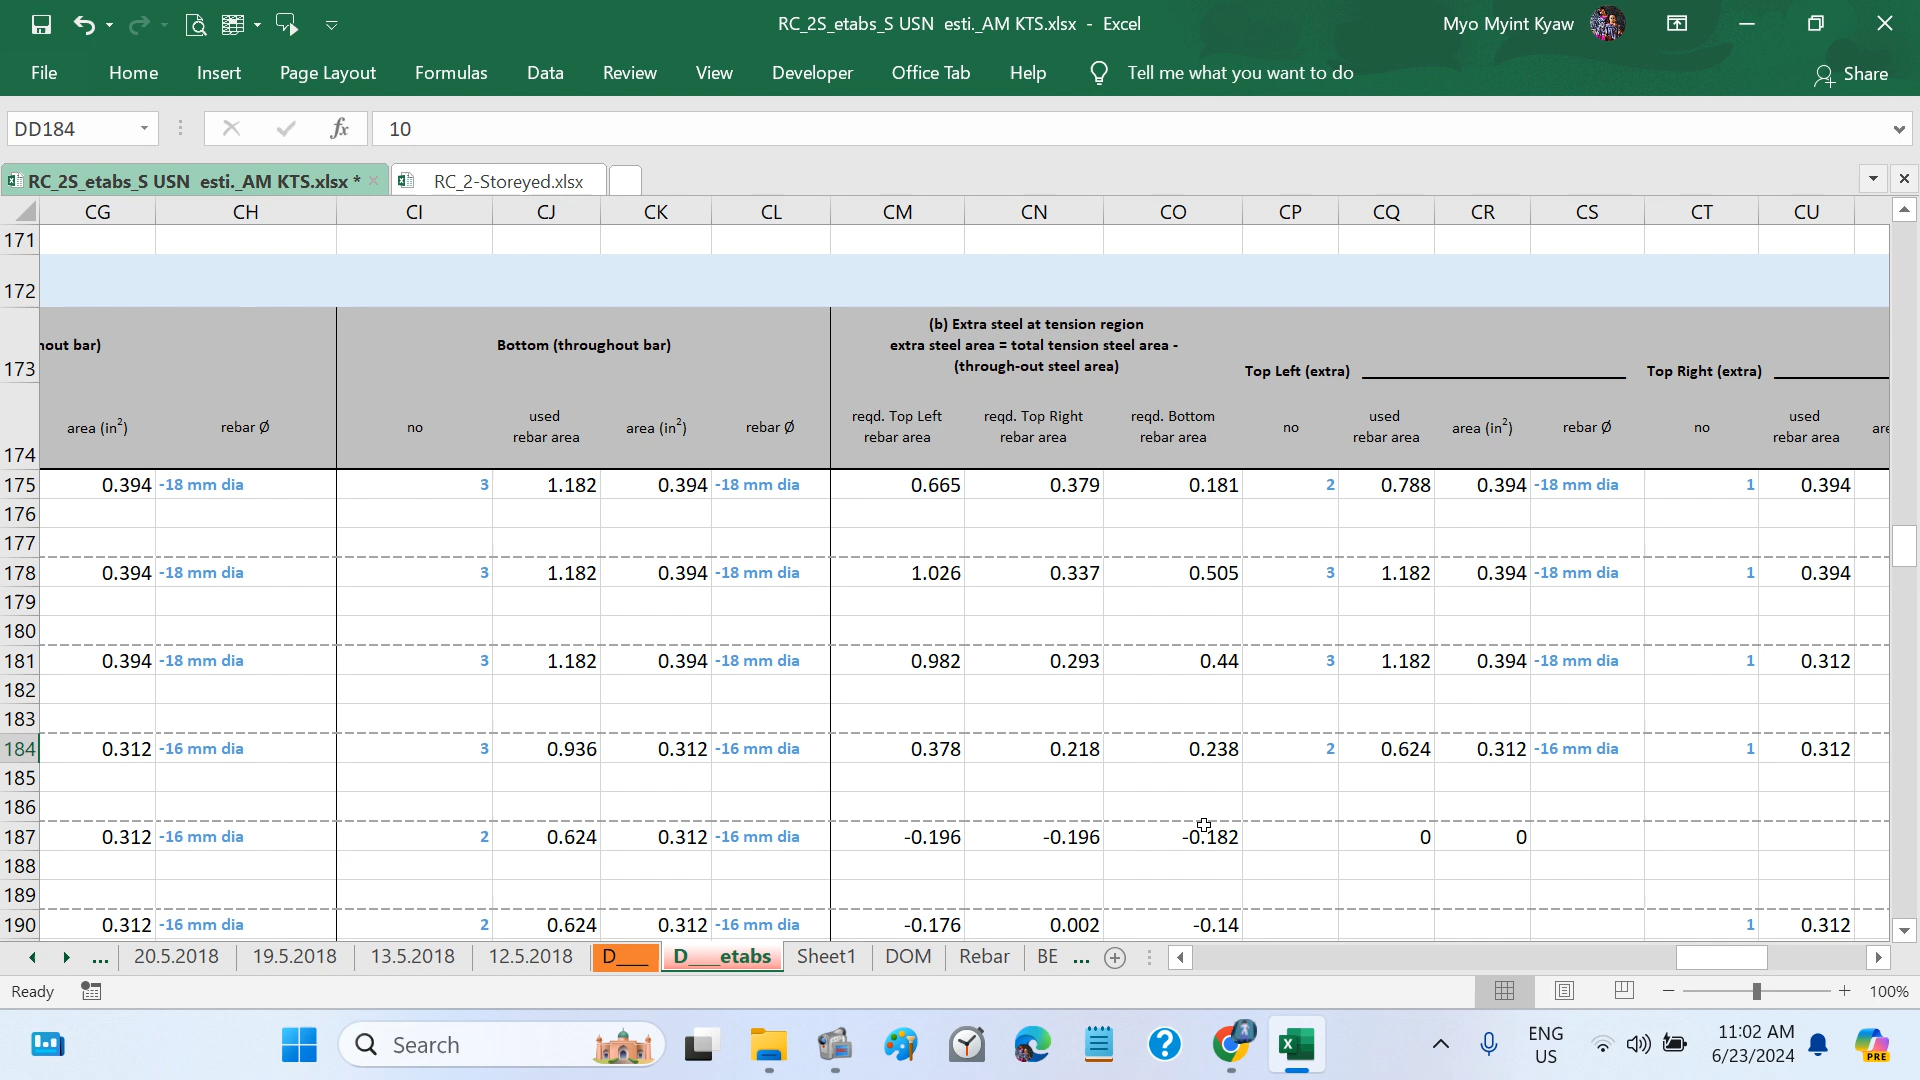 RC_2S_etabs_S USN  esti._AM KTS.xlsx  -  Excel
Myo Myint Kyaw
File Home Insert Page Layout Formulas Data Review View Developer Office Tab Help Tell me what you want to do Share
DD184 fx 10
RC_2S_etabs_S USN  esti._AM KTS.xlsx * RC_2-Storeyed.xlsx
CG CH CI CJ CK CL CM CN CO CP CQ CR CS CT CU
171
172
173
hout bar)
Bottom (throughout bar)
(b) Extra steel at tension region
extra steel area = total tension steel area -
(through-out steel area)
Top Left (extra)
Top Right (extra)
174
area (in²) rebar Ø no used rebar area area (in²) rebar Ø reqd. Top Left rebar area reqd. Top Right rebar area reqd. Bottom rebar area no used rebar area area (in²) rebar Ø no used rebar area are
175 0.394 -18 mm dia 3 1.182 0.394 -18 mm dia 0.665 0.379 0.181 2 0.788 0.394 -18 mm dia 1 0.394
176
177
178 0.394 -18 mm dia 3 1.182 0.394 -18 mm dia 1.026 0.337 0.505 3 1.182 0.394 -18 mm dia 1 0.394
179
180
181 0.394 -18 mm dia 3 1.182 0.394 -18 mm dia 0.982 0.293 0.44 3 1.182 0.394 -18 mm dia 1 0.312
182
183
184 0.312 -16 mm dia 3 0.936 0.312 -16 mm dia 0.378 0.218 0.238 2 0.624 0.312 -16 mm dia 1 0.312
185
186
187 0.312 -16 mm dia 2 0.624 0.312 -16 mm dia -0.196 -0.196 -0.182 0 0
188
189
190 0.312 -16 mm dia 2 0.624 0.312 -16 mm dia -0.176 0.002 -0.14 1 0.312
... 20.5.2018 19.5.2018 13.5.2018 12.5.2018 D___ D___etabs Sheet1 DOM Rebar BE ...
Ready 100%
Search ENG 11:02 AM
US 6/23/2024 PRE